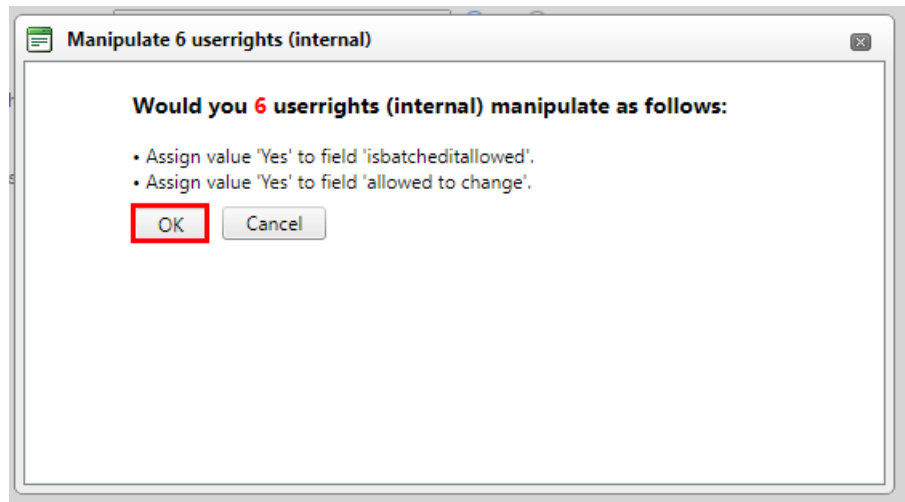 Manipulate 6 userrights (internal)
Would you 6 userrights (internal) manipulate as follows:
• Assign value 'Yes' to field 'isbatcheditallowed'.
• Assign value 'Yes' to field 'allowed to change'.
OK Cancel